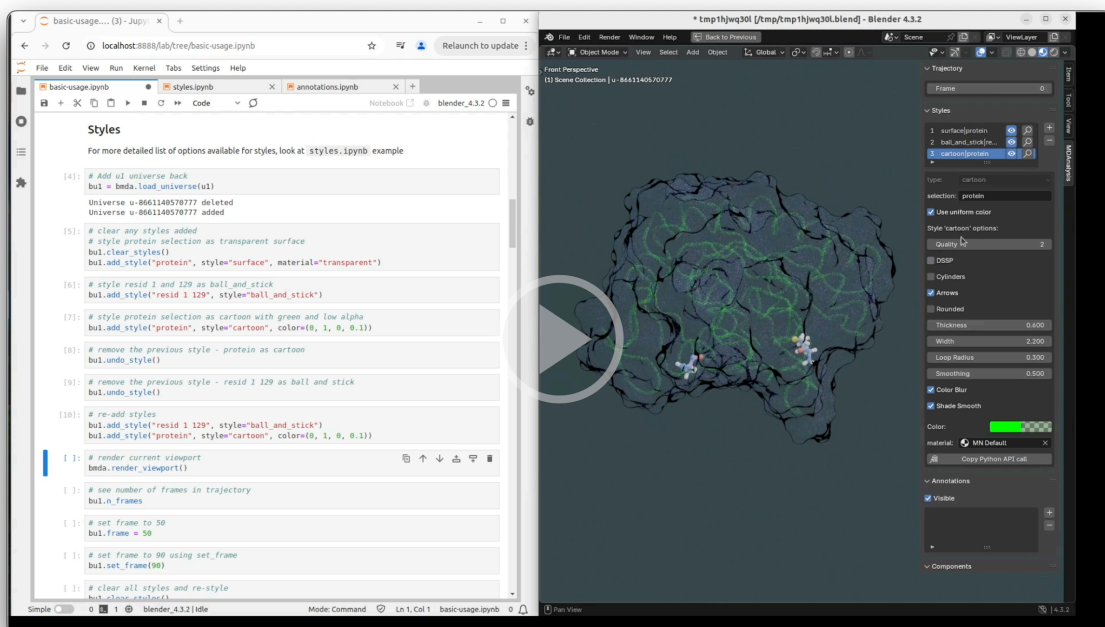 basic-usage.... (3) - Jupy
localhost:8888/lab/tree/basic-usage.ipynb
Relaunch to update
File Edit View Run Kernel Tabs Settings Help
basic-usage.ipynb
styles.ipynb
annotations.ipynb
Code
Notebook
blender_4.3.2
Styles
For more detailed list of options available for styles, look at styles.ipynb example
[4]: # Add u1 universe back
bu1 = bmda.load_universe(u1)
Universe u-8661140570777 deleted
Universe u-8661140570777 added
[5]: # clear any styles added
# style protein selection as transparent surface
bu1.clear_styles()
bu1.add_style("protein", style="surface", material="transparent")
[6]: # style resid 1 and 129 as ball_and_stick
bu1.add_style("resid 1 129", style="ball_and_stick")
[7]: # style protein selection as cartoon with green and low alpha
bu1.add_style("protein", style="cartoon", color=(0, 1, 0, 0.1))
[8]: # remove the previous style - protein as cartoon
bu1.undo_style()
[9]: # remove the previous style - resid 1 129 as ball and stick
bu1.undo_style()
[10]: # re-add styles
bu1.add_style("resid 1 129", style="ball_and_stick")
bu1.add_style("protein", style="cartoon", color=(0, 1, 0, 0.1))
[ ]: # render current viewport
bmda.render_viewport()
[ ]: # see number of frames in trajectory
bu1.n_frames
[ ]: # set frame to 50
bu1.frame = 50
[ ]: # set frame to 90 using set_frame
bu1.set_frame(90)
[ ]: # clear all styles and re-style
bu1.clear_styles()
Simple 0 1 blender_4.3.2 | Idle Mode: Command Ln 1, Col 1 basic-usage.ipynb 0
* tmp1hjwq30l [/tmp/tmp1hjwq30l.blend] - Blender 4.3.2
File Edit Render Window Help Back to Previous Scene ViewLayer
Object Mode View Select Add Object Global
Front Perspective
(1) Scene Collection | u-8661140570777
Trajectory
Frame 0
Styles
1 surface|protein
2 ball_and_stick|re...
3 cartoon|protein
type: cartoon
selection: protein
Use uniform color
Style 'cartoon' options:
Quality 2
DSSP
Cylinders
Arrows
Rounded
Thickness 0.600
Width 2.200
Loop Radius 0.300
Smoothing 0.500
Color Blur
Shade Smooth
Color:
material: MN Default
Copy Python API call
Annotations
Visible
Components
Item
Tool
View
MDAnalysis
Pan View
4.3.2